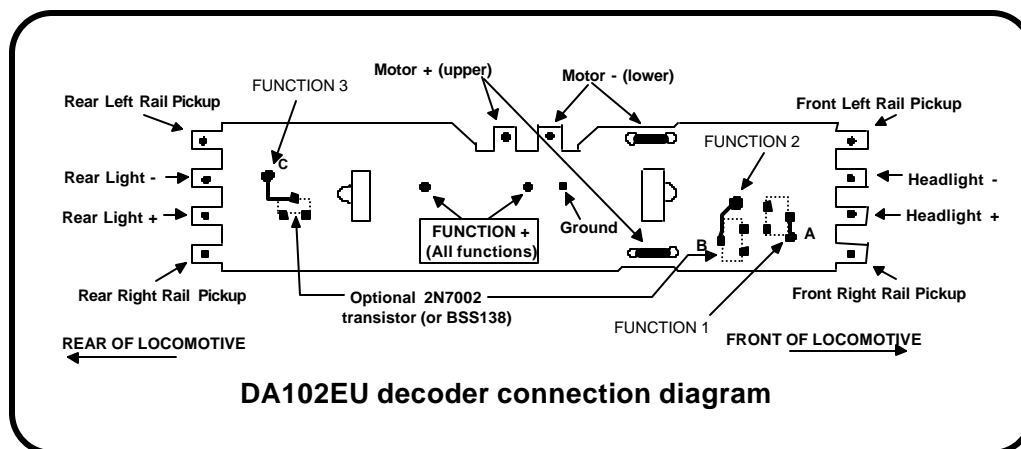 Motor + (upper)
Motor - (lower)
FUNCTION 3
Rear Left Rail Pickup
Front Left Rail Pickup
FUNCTION 2
C
Rear Light -
Headlight -
Rear Light +
Headlight +
FUNCTION +
(All functions)
Ground
A
B
Rear Right Rail Pickup
Front Right Rail Pickup
Optional 2N7002
transistor (or BSS138)
FUNCTION 1
REAR OF LOCOMOTIVE
FRONT OF LOCOMOTIVE
DA102EU decoder connection diagram